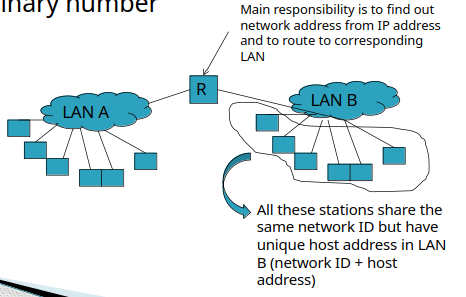 inary number
Main responsibility is to find out
network address from IP address
and to route to corresponding
LAN
R
LAN A
LAN B
All these stations share the
same network ID but have
unique host address in LAN
B (network ID + host
address)